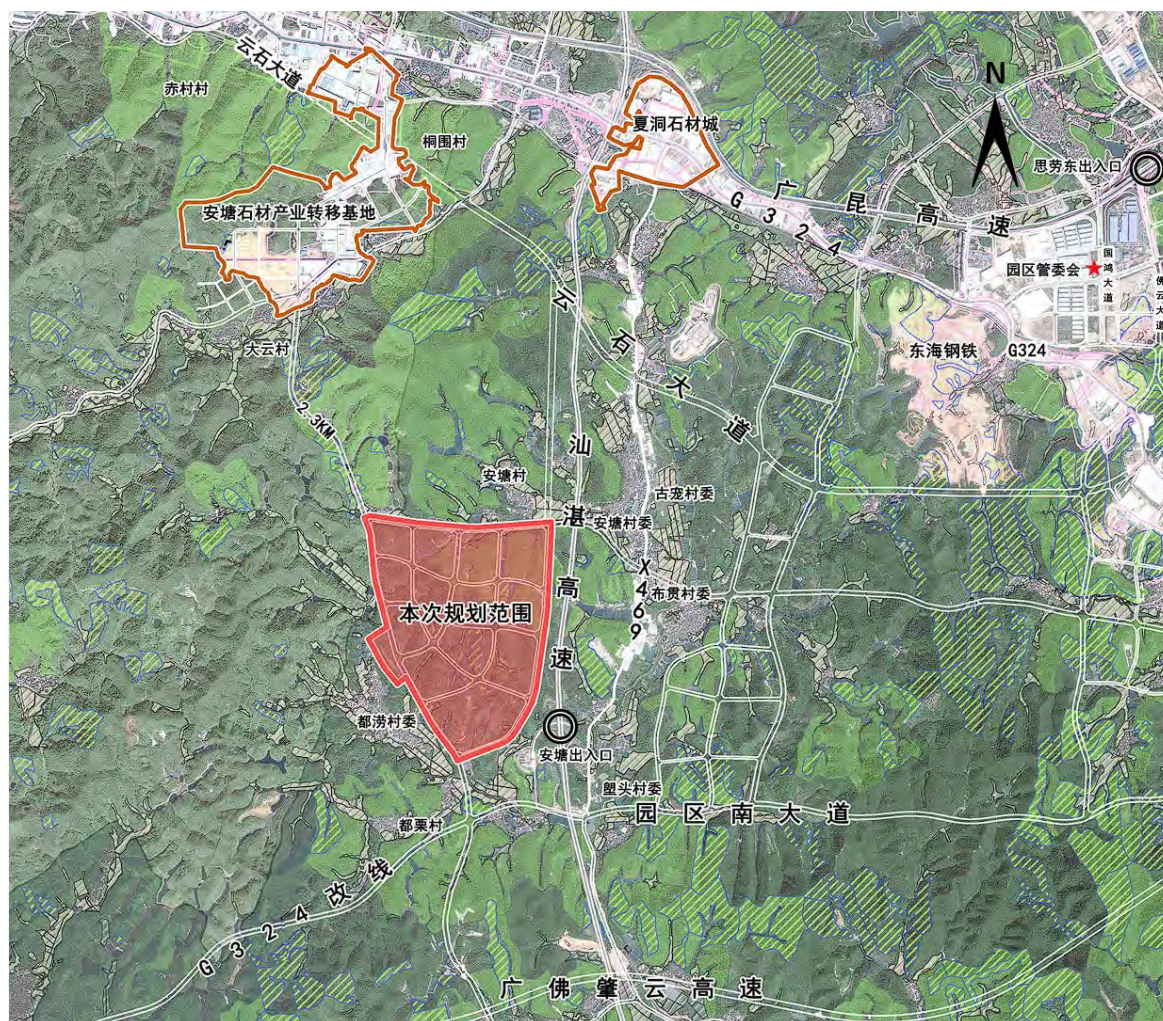 云石大道
赤村村
桐围村
夏洞石材城
N
思劳东出入口
广昆高速
G324
安塘石材产业转移基地
园区管委会
国鸿大道
佛云大道
大云村
云石大道
东海钢铁
G324
2.3KM
汕湛高速
安塘村
古宠村委
安塘村委
X469
布贯村委
本次规划范围
都涝村委
安塘出入口
塱头村委
园区南大道
都栗村
G324改线
广佛肇云高速